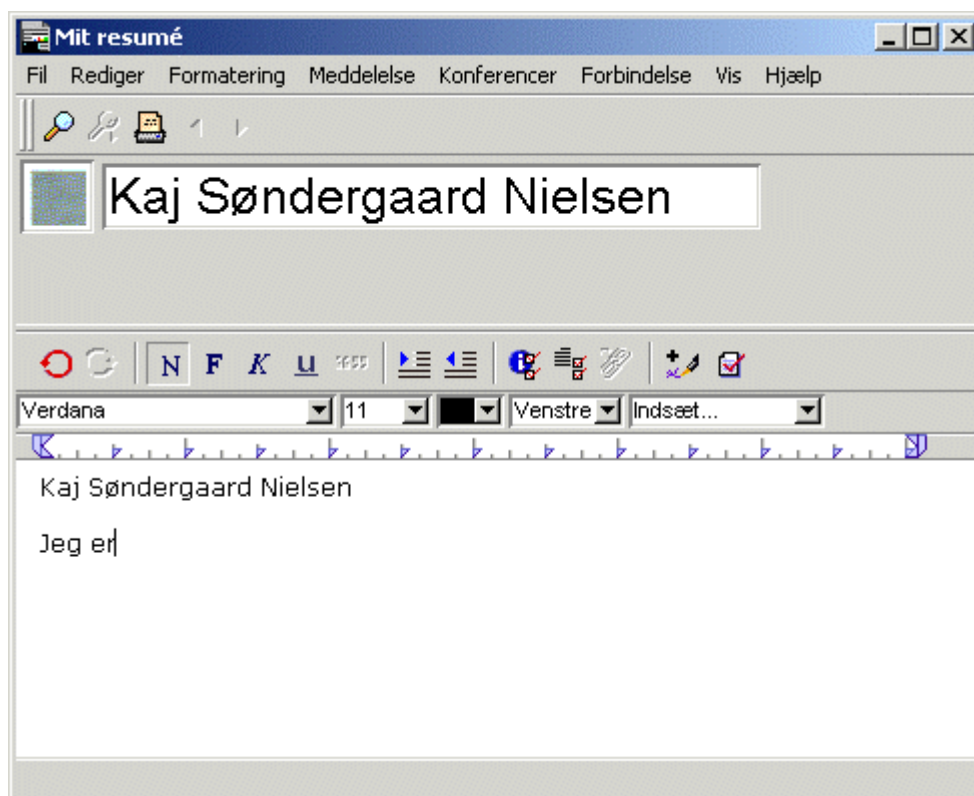 Mit resumé
Fil Rediger Formatering Meddelelse Konferencer Forbindelse Vis Hjælp
Kaj Søndergaard Nielsen
N F K U
Verdana 11 Venstre Indsæt...
Kaj Søndergaard Nielsen
Jeg er